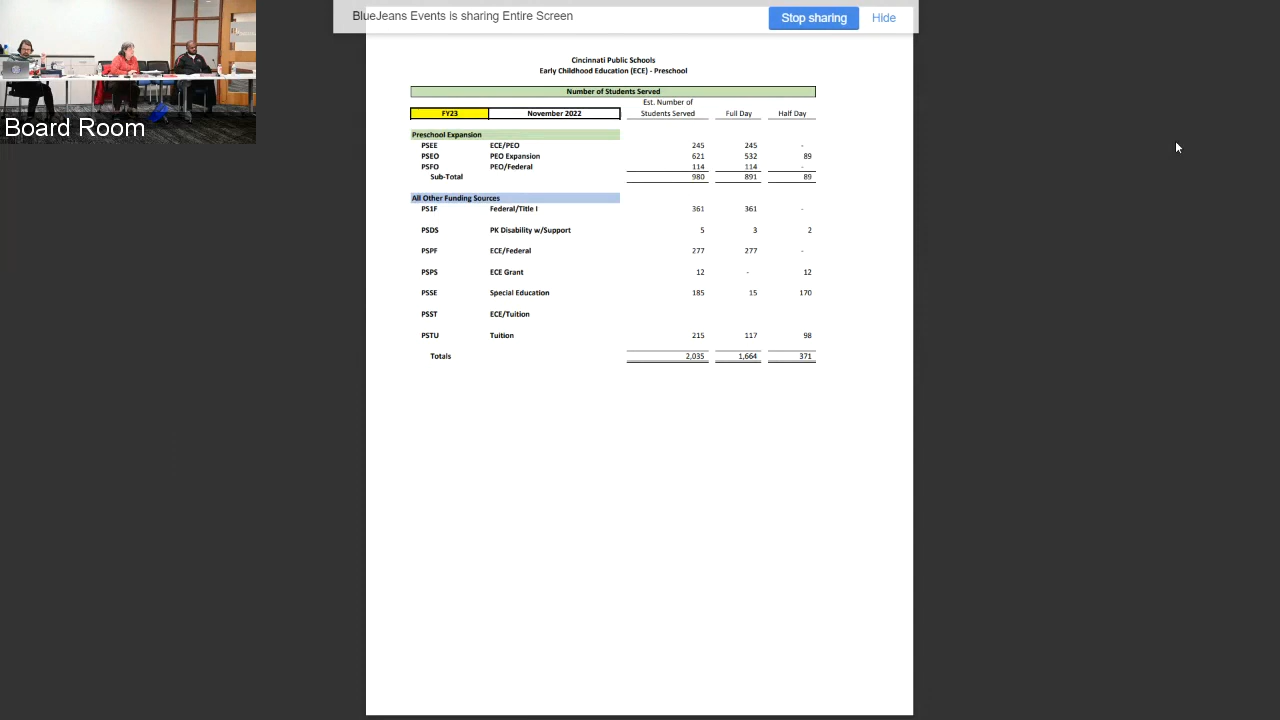 BlueJeans Events is sharing Entire Screen
Stop sharing
Hide
Board Room
Cincinnati Public Schools
Early Childhood Education (ECE) - Preschool
Number of Students Served
FY23 November 2022 Est. Number of Students Served Full Day Half Day
Preschool Expansion
PSEE ECE/PEO 245 245 -
PSEO PEO Expansion 621 532 89
PSFO PEO/Federal 114 114 -
Sub-Total 980 891 89
All Other Funding Sources
PS1F Federal/Title I 361 361 -
PSDS PK Disability w/Support 5 3 2
PSPF ECE/Federal 277 277 -
PSPS ECE Grant 12 - 12
PSSE Special Education 185 15 170
PSST ECE/Tuition
PSTU Tuition 215 117 98
Totals 2,035 1,664 371